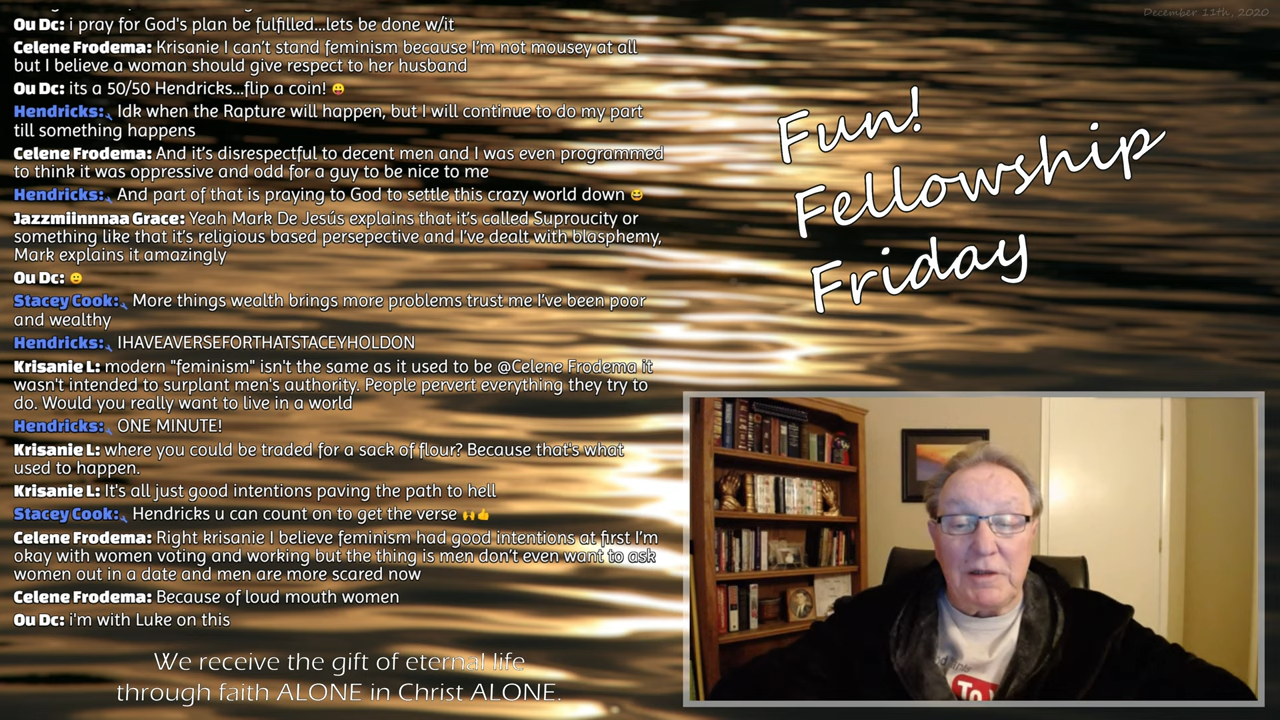 December 11th, 2020
Ou Dc: i pray for God's plan be fulfilled...lets be done w/it
Celene Frodema: Krisanie I can't stand feminism because I'm not mousey at all
but I believe a woman should give respect to her husband
Ou Dc: its a 50/50 Hendricks...flip a coin! 😛
Hendricks: Idk when the Rapture will happen, but I will continue to do my part
till something happens
Celene Frodema: And it's disrespectful to decent men and I was even programmed
to think it was oppressive and odd for a guy to be nice to me
Hendricks: And part of that is praying to God to settle this crazy world down 😅
Jazzmiinnnaa Grace: Yeah Mark De Jesús explains that it's called Suproucity or
something like that it's religious based persepective and I've dealt with blasphemy,
Mark explains it amazingly
Ou Dc: 🙂
Stacey Cook: More things wealth brings more problems trust me I've been poor
and wealthy
Hendricks: IHAVEAVERSEFORTHATSTACEYHOLDON
Krisanie L: modern "feminism" isn't the same as it used to be @Celene Frodema it
wasn't intended to surplant men's authority. People pervert everything they try to
do. Would you really want to live in a world
Hendricks: ONE MINUTE!
Krisanie L: where you could be traded for a sack of flour? Because that's what
used to happen.
Krisanie L: It's all just good intentions paving the path to hell
Stacey Cook: Hendricks u can count on to get the verse 🙌👍
Celene Frodema: Right krisanie I believe feminism had good intentions at first I'm
okay with women voting and working but the thing is men don't even want to ask
women out in a date and men are more scared now
Celene Frodema: Because of loud mouth women
Ou Dc: i'm with Luke on this
We receive the gift of eternal life
through faith ALONE in Christ ALONE.
Fun!
Fellowship
Friday